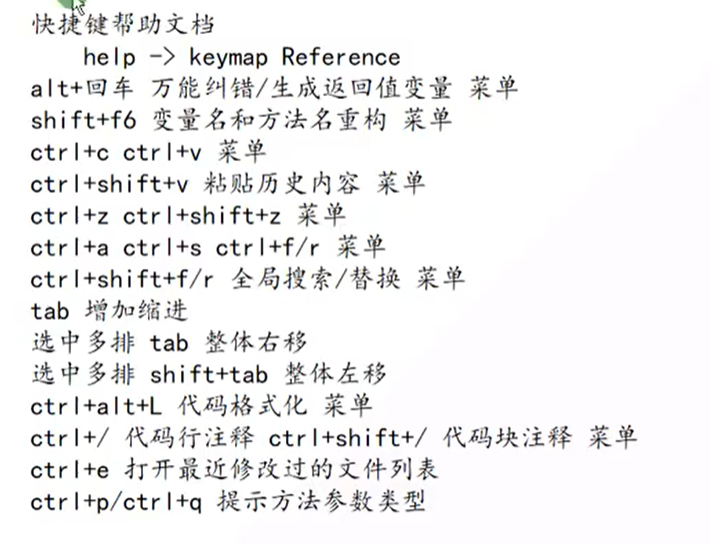 快捷键帮助文档
help -> keymap Reference
alt+回车 万能纠错/生成返回值变量 菜单
shift+f6 变量名和方法名重构 菜单
ctrl+c ctrl+v 菜单
ctrl+shift+v 粘贴历史内容 菜单
ctrl+z ctrl+shift+z 菜单
ctrl+a ctrl+s ctrl+f/r 菜单
ctrl+shift+f/r 全局搜索/替换 菜单
tab 增加缩进
选中多排 tab 整体右移
选中多排 shift+tab 整体左移
ctrl+alt+L 代码格式化 菜单
ctrl+/ 代码行注释 ctrl+shift+/ 代码块注释 菜单
ctrl+e 打开最近修改过的文件列表
ctrl+p/ctrl+q 提示方法参数类型